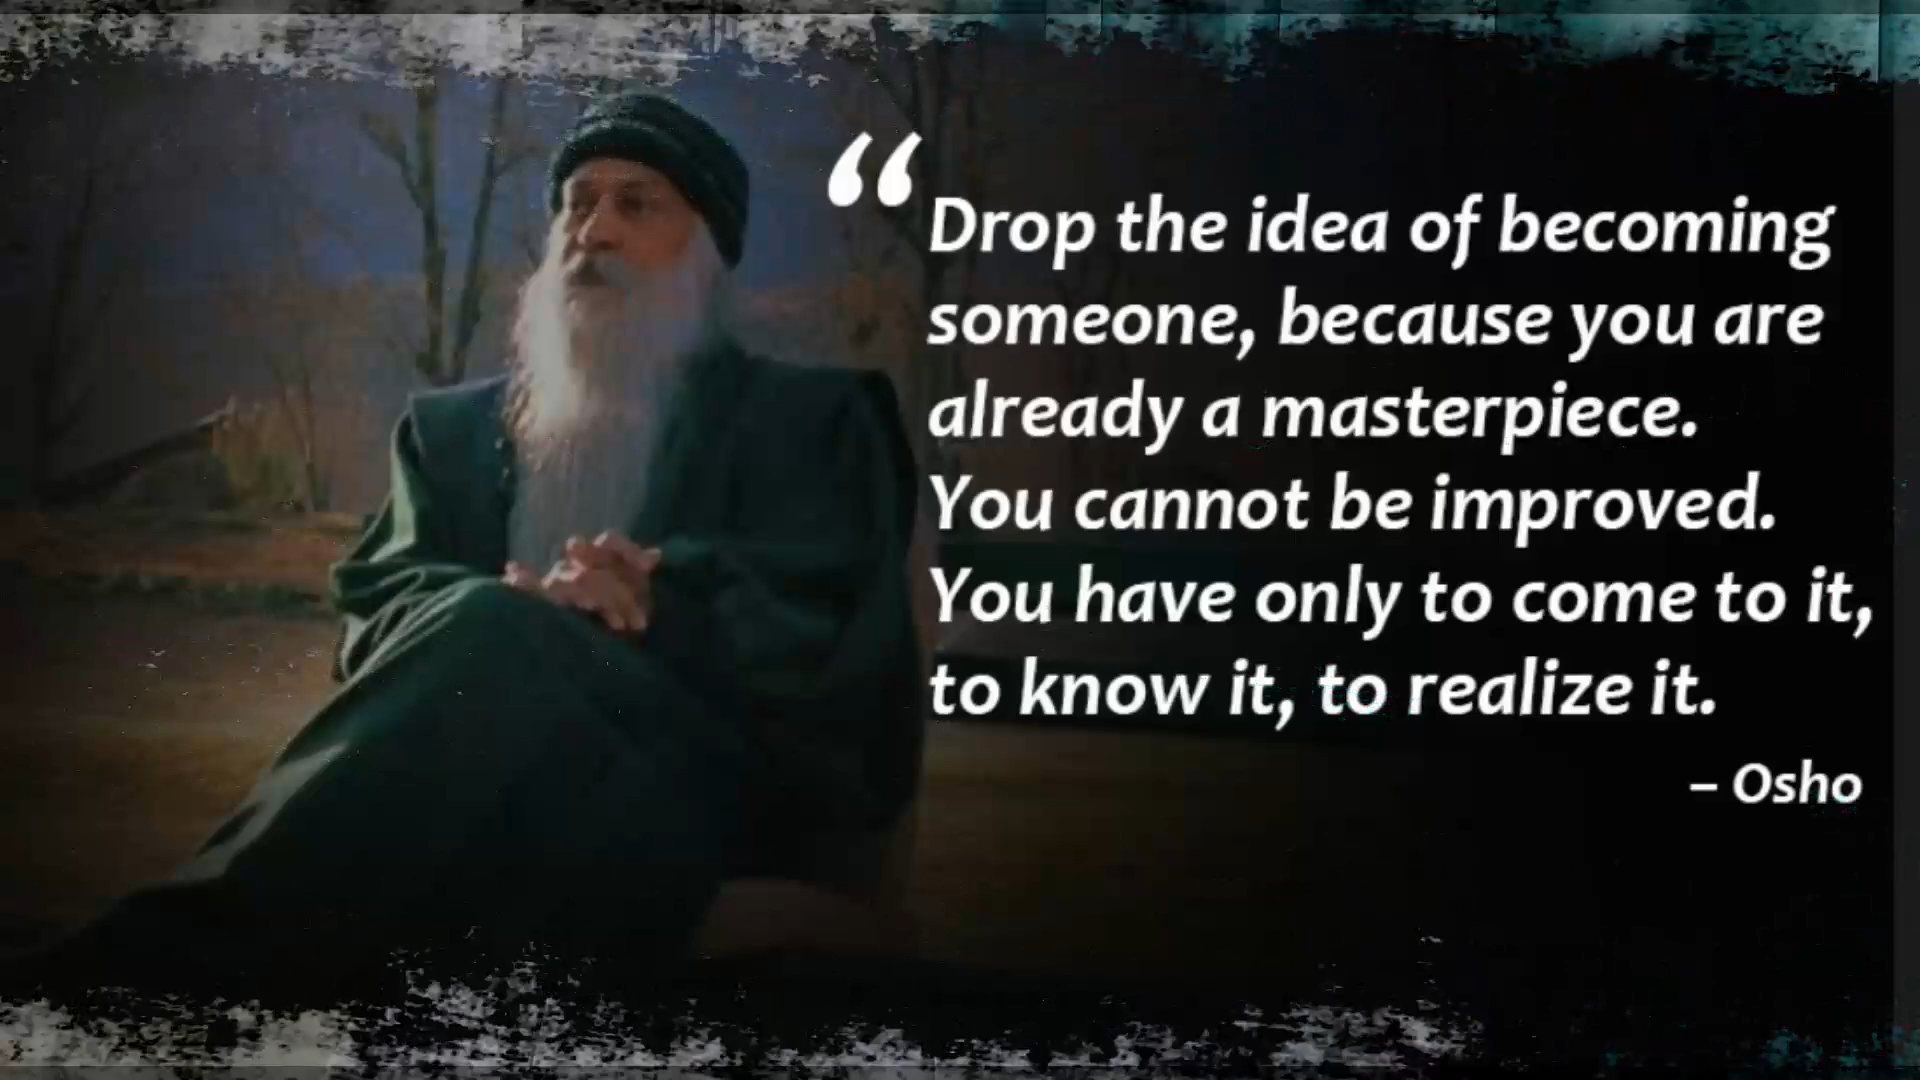 “Drop the idea of becoming
someone, because you are
already a masterpiece.
You cannot be improved.
You have only to come to it,
to know it, to realize it.
– Osho